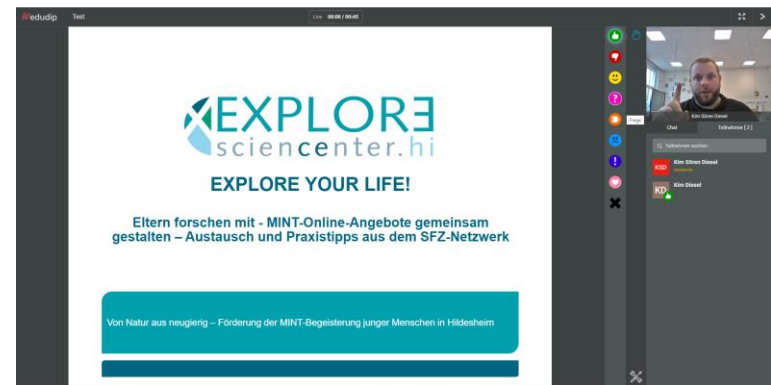 edudip
Test
Live 00:00 / 00:45
EXPLORE
sciencenter.hi
EXPLORE YOUR LIFE!
Eltern forschen mit - MINT-Online-Angebote gemeinsam
gestalten – Austausch und Praxistipps aus dem SFZ-Netzwerk
Von Natur aus neugierig – Förderung der MINT-Begeisterung junger Menschen in Hildesheim
Frage
Kim Sören Diesel
Chat
Teilnehmer [ 2 ]
Teilnehmer suchen
KSD
Kim Sören Diesel
KD
Kim Diesel